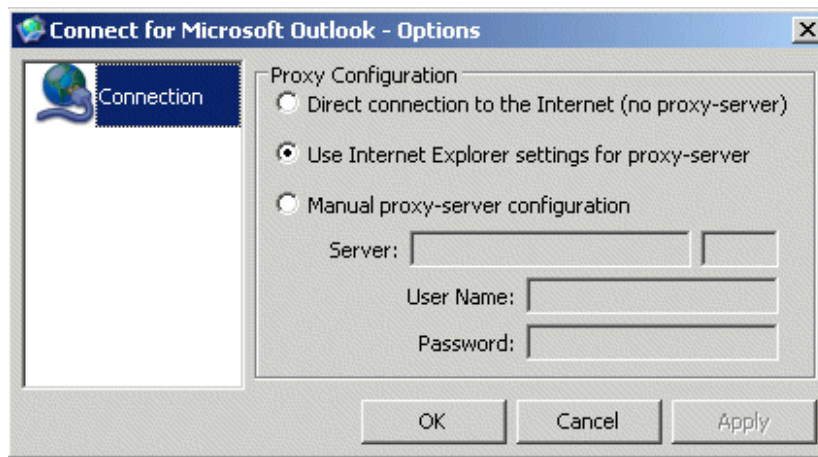 Connect for Microsoft Outlook - Options
Connection
Proxy Configuration
Direct connection to the Internet (no proxy-server)
Use Internet Explorer settings for proxy-server
Manual proxy-server configuration
Server:
User Name:
Password:
OK Cancel Apply